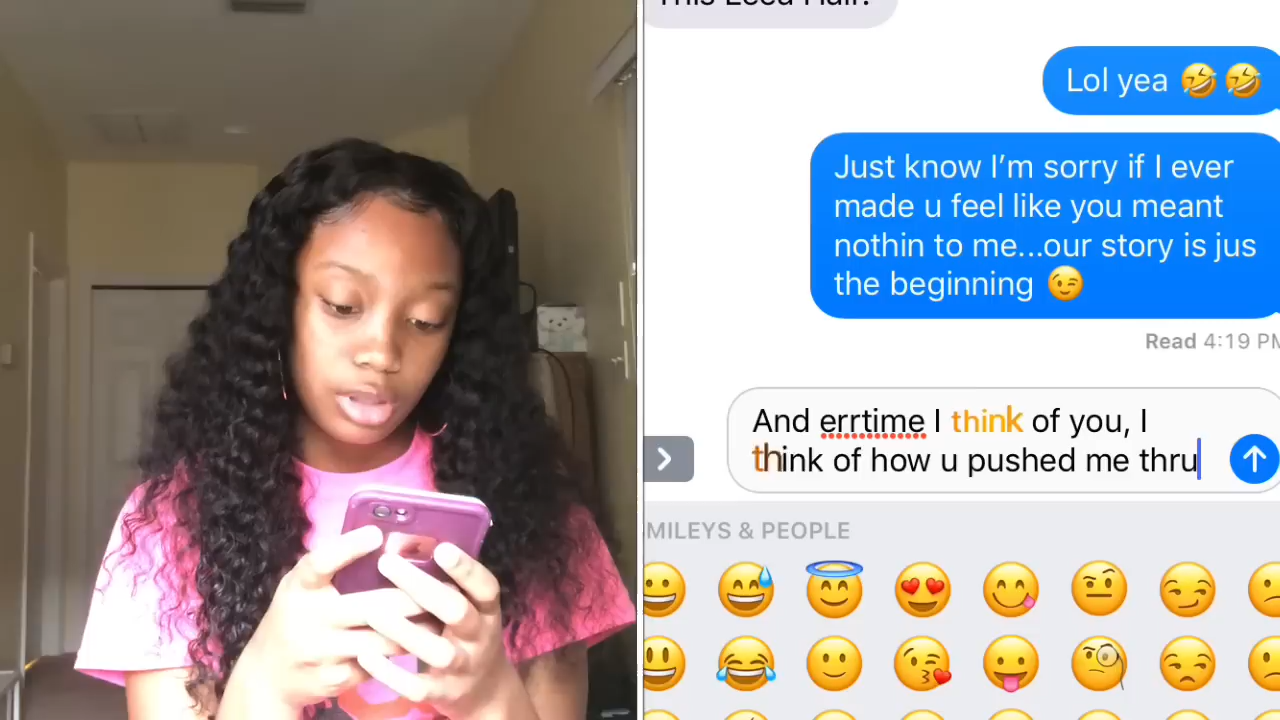 Lol yea 🤣🤣
Just know I’m sorry if I ever
made u feel like you meant
nothin to me...our story is jus
the beginning 😉
Read 4:19 PM
And errtime I think of you, I
think of how u pushed me thru
MILEYS & PEOPLE